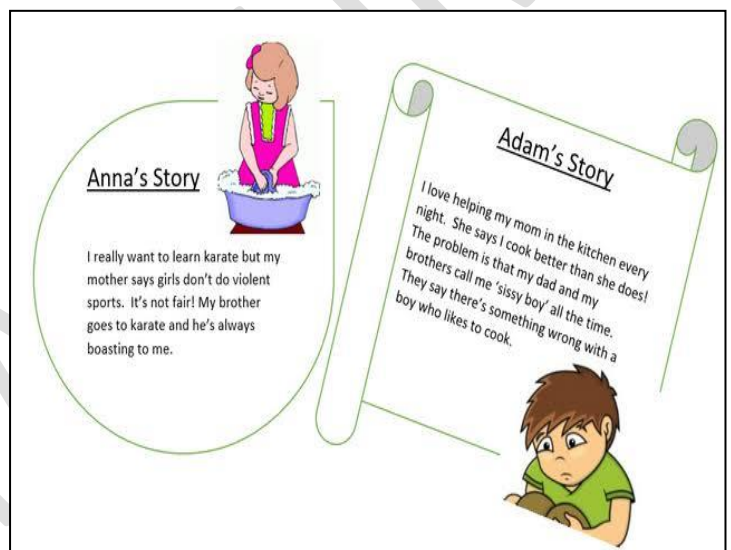 Anna's Story
I really want to learn karate but my
mother says girls don't do violent
sports.  It's not fair! My brother
goes to karate and he's always
boasting to me.
Adam's Story
I love helping my mom in the kitchen every
night.  She says I cook better than she does!
The problem is that my dad and my
brothers call me 'sissy boy' all the time.
They say there's something wrong with a
boy who likes to cook.